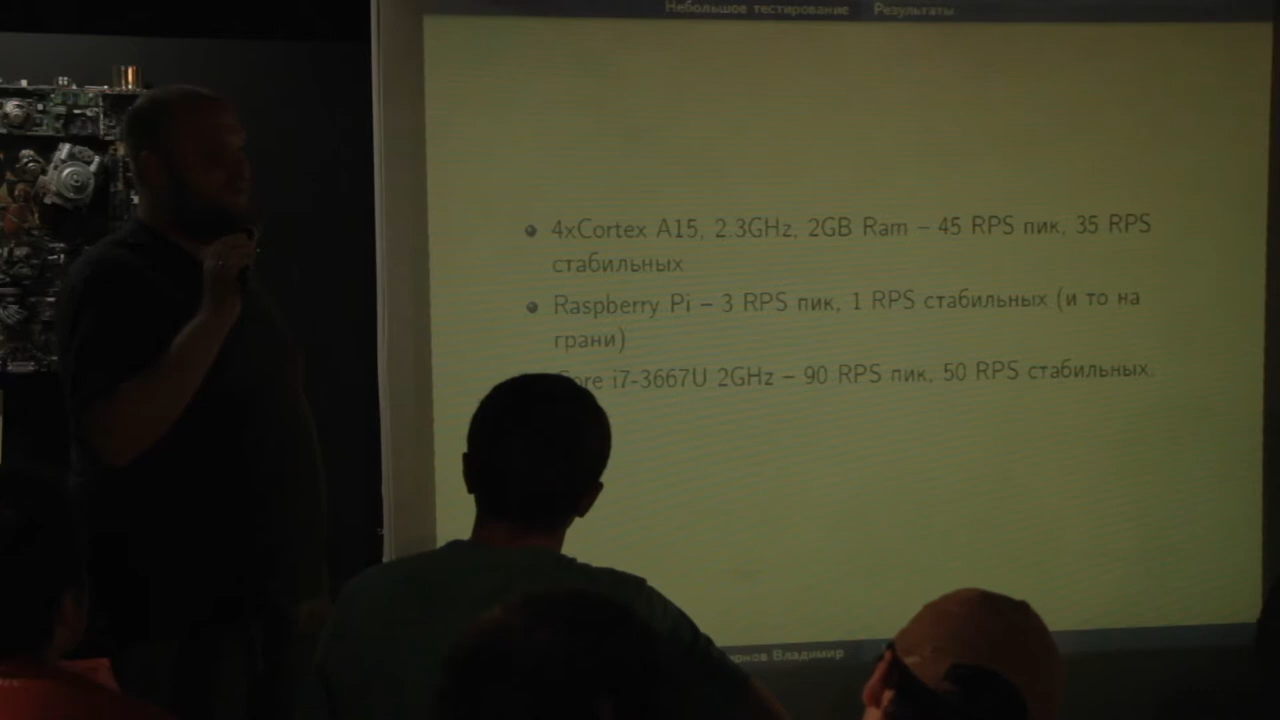 Небольшое тестирование Результаты
4xCortex A15, 2.3GHz, 2GB Ram – 45 RPS пик, 35 RPS
стабильных
Raspberry Pi – 3 RPS пик, 1 RPS стабильных (и то на
грани)
Core i7-3667U 2GHz – 90 RPS пик, 50 RPS стабильных.
Владимир